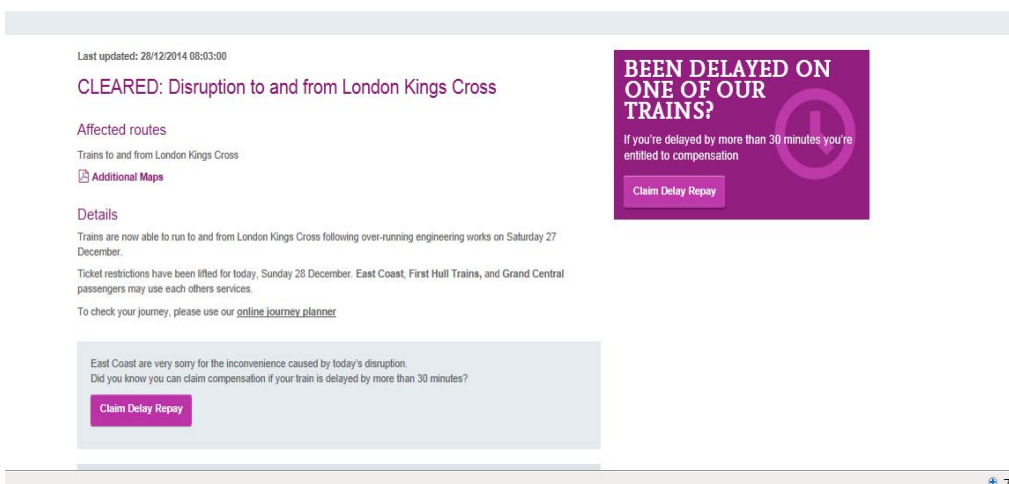 Last updated: 28/12/2014 08:03:00
CLEARED: Disruption to and from London Kings Cross
Affected routes
Trains to and from London Kings Cross
Additional Maps
Details
Trains are now able to run to and from London Kings Cross following over-running engineering works on Saturday 27
December.
Ticket restrictions have been lifted for today, Sunday 28 December. East Coast, First Hull Trains, and Grand Central
passengers may use each others services.
To check your journey, please use our online journey planner
East Coast are very sorry for the inconvenience caused by today's disruption.
Did you know you can claim compensation if your train is delayed by more than 30 minutes?
Claim Delay Repay
BEEN DELAYED ON
ONE OF OUR
TRAINS?
If you're delayed by more than 30 minutes you're
entitled to compensation
Claim Delay Repay